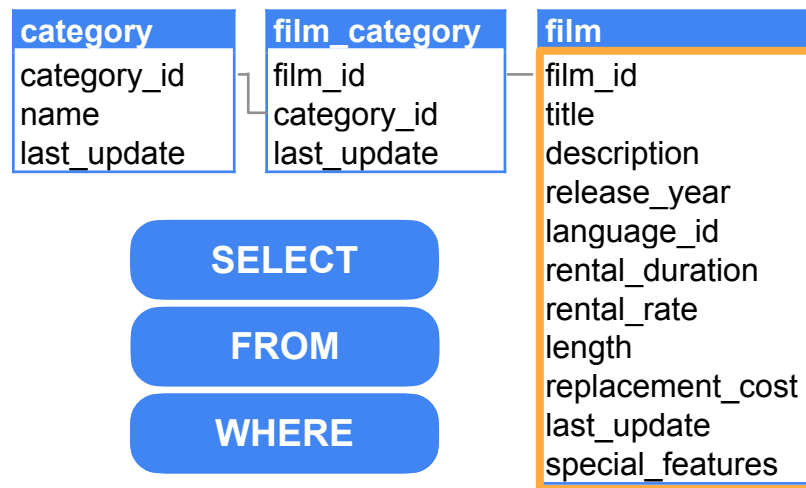 category
category_id
name
last_update
film_category
film_id
category_id
last_update
film
film_id
title
description
release_year
language_id
rental_duration
rental_rate
length
replacement_cost
last_update
special_features
SELECT
FROM
WHERE